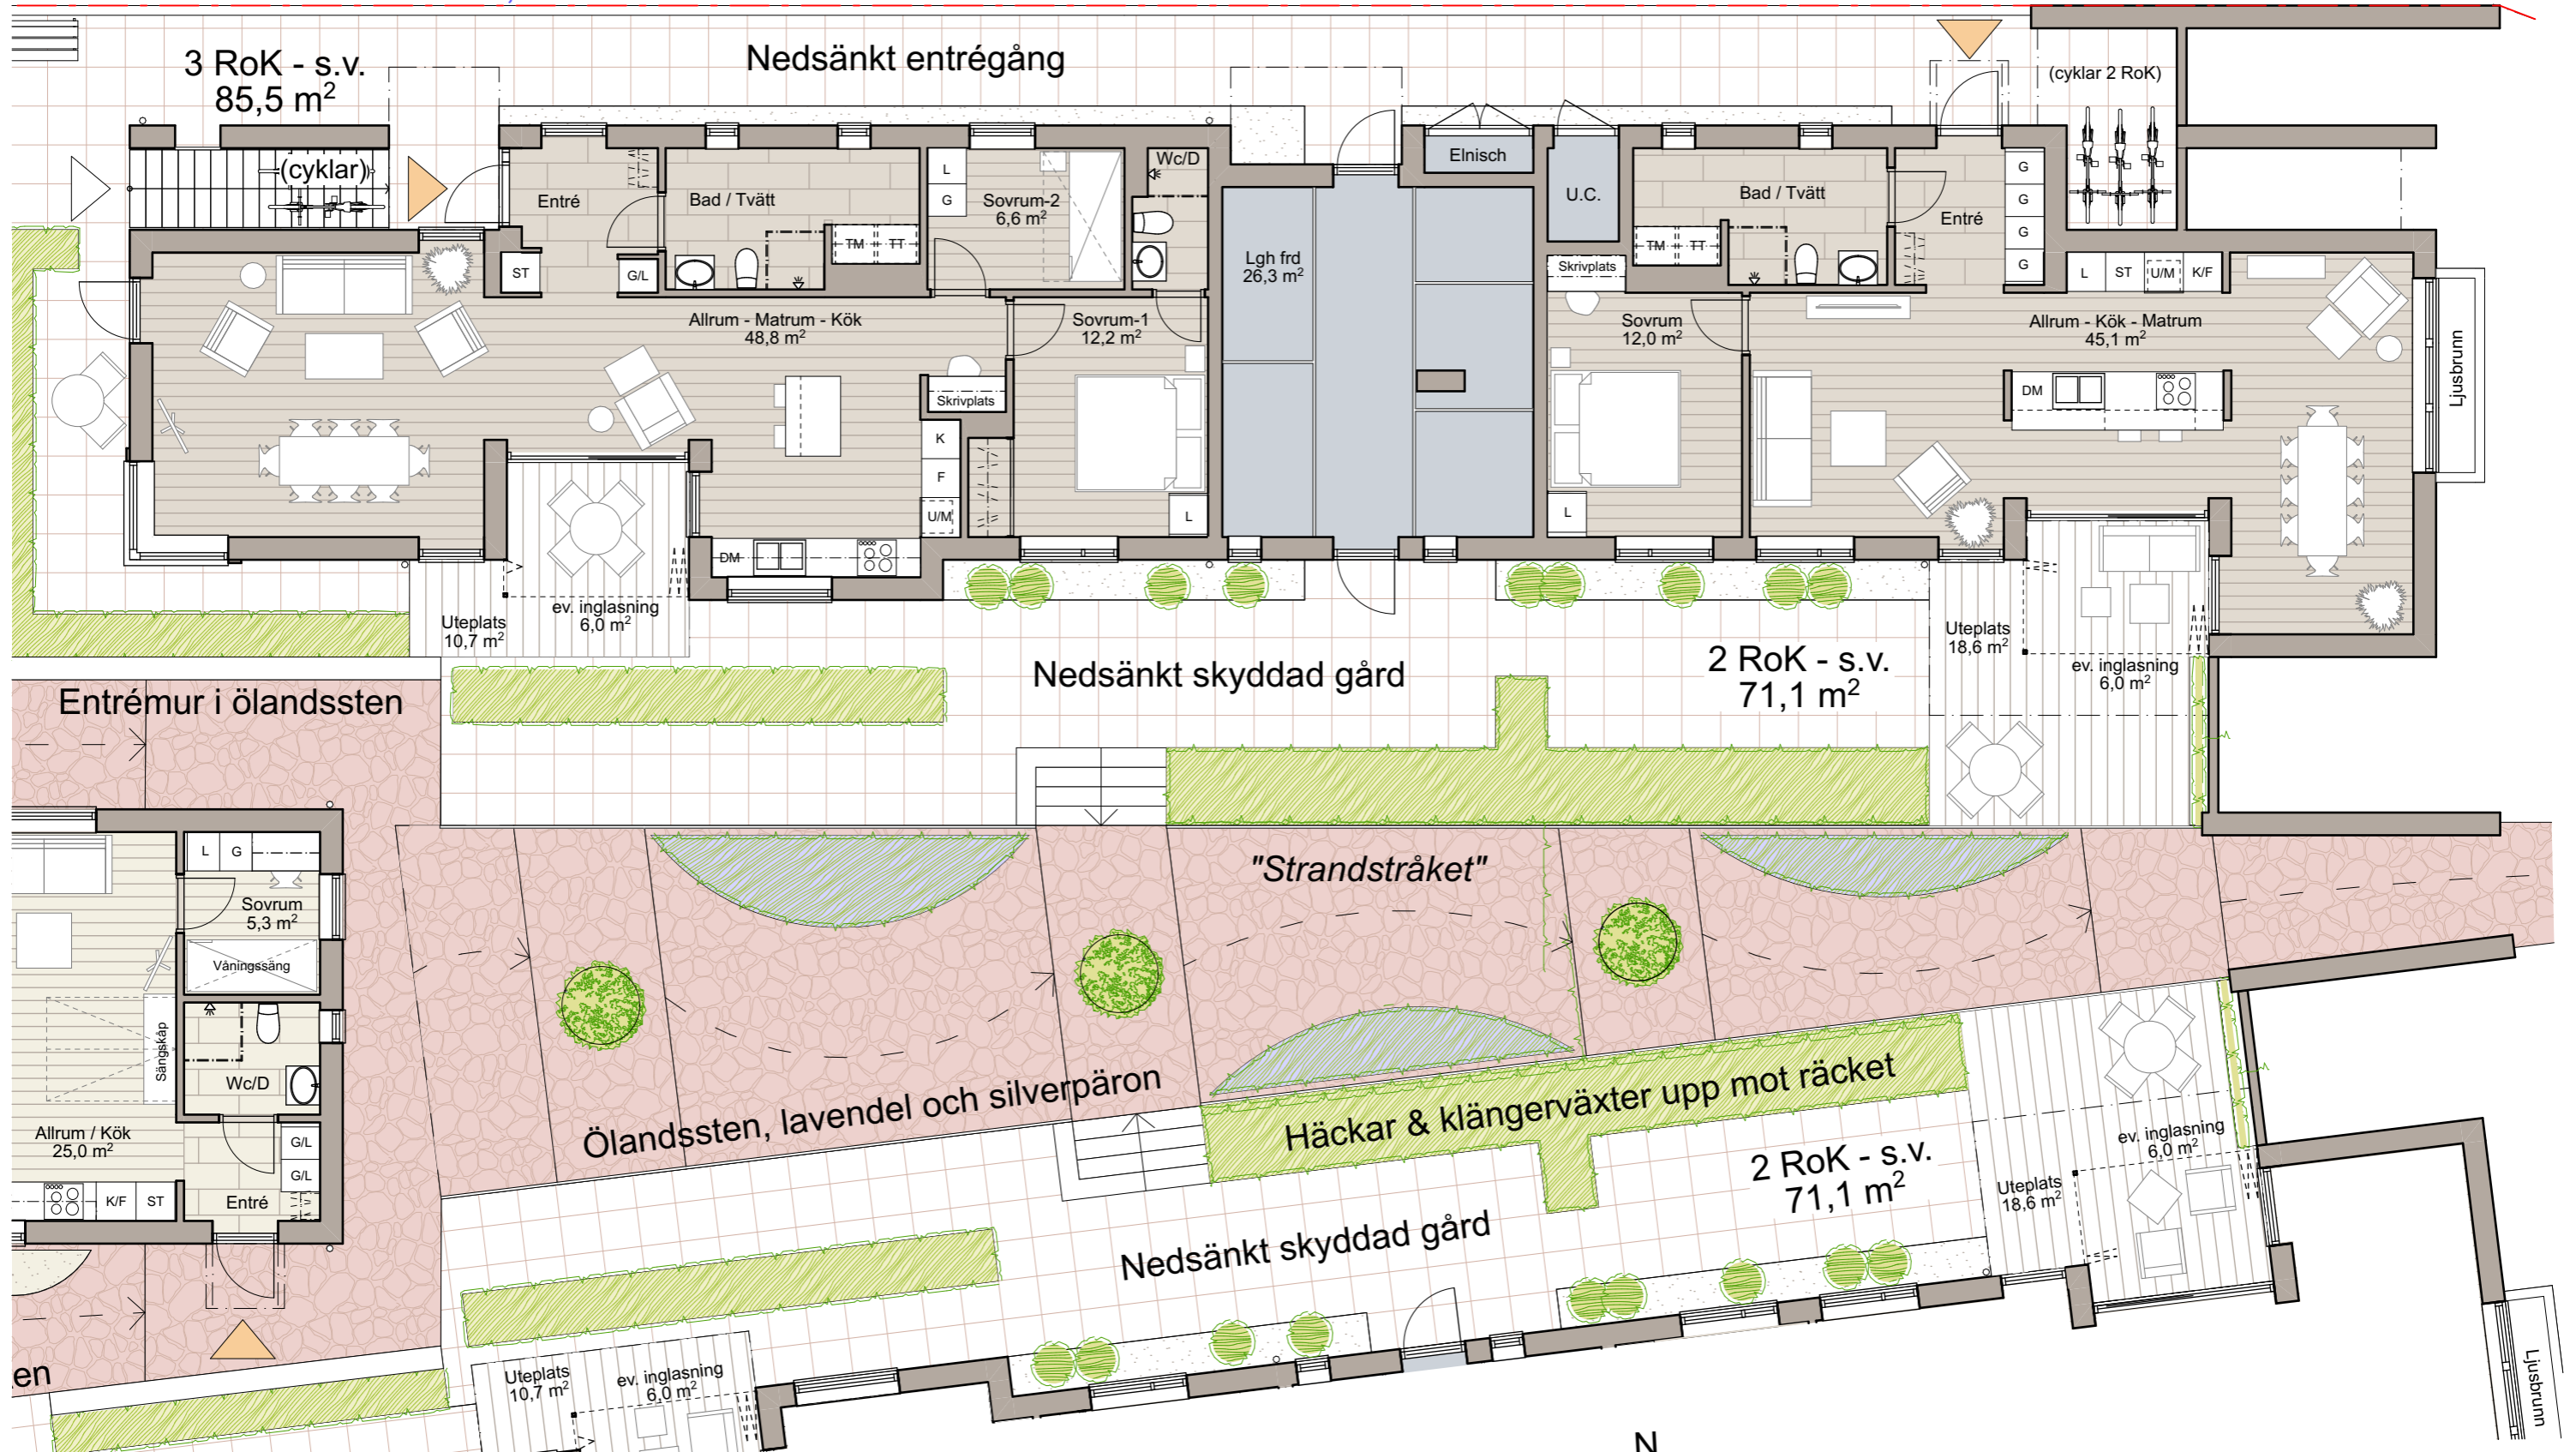 3 RoK - s.v.
85,5 m²
Nedsänkt entrégång
(cyklar 2 RoK)
(cyklar)
Entré
Bad / Tvätt
TM
TT
ST
G/L
L
G
Sovrum-2
6,6 m²
Wc/D
Elnisch
U.C.
Lgh frd
26,3 m²
Bad / Tvätt
TM
TT
Skrivplats
Entré
G
G
G
G
L
ST
U/M
K/F
Allrum - Matrum - Kök
48,8 m²
Sovrum-1
12,2 m²
Skrivplats
K
F
U/M
DM
L
Sovrum
12,0 m²
L
Allrum - Kök - Matrum
45,1 m²
DM
Ljusbrunn
Uteplats
10,7 m²
ev. inglasning
6,0 m²
Nedsänkt skyddad gård
2 RoK - s.v.
71,1 m²
Uteplats
18,6 m²
ev. inglasning
6,0 m²
Entrémur i ölandssten
L
G
Sovrum
5,3 m²
Våningssäng
Sängskåp
Wc/D
Allrum / Kök
25,0 m²
G/L
G/L
K/F
ST
Entré
"Strandstråket"
Ölandssten, lavendel och silverpäron
Häckar & klängerväxter upp mot räcket
2 RoK - s.v.
71,1 m²
ev. inglasning
6,0 m²
Uteplats
18,6 m²
Nedsänkt skyddad gård
en
Uteplats
10,7 m²
ev. inglasning
6,0 m²
Ljusbrunn
N